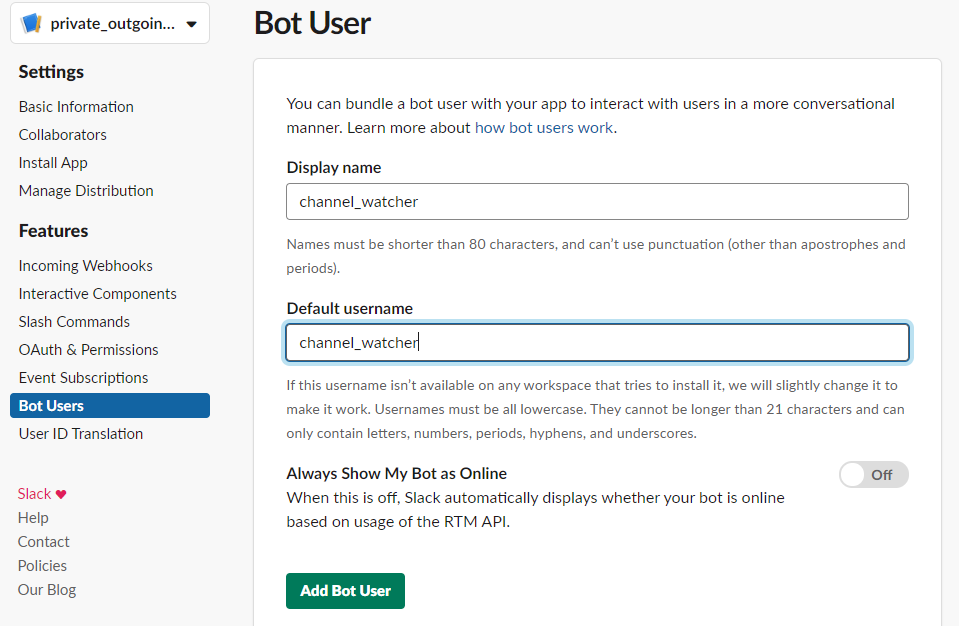 private_outgoin...
Settings
Basic Information
Collaborators
Install App
Manage Distribution
Features
Incoming Webhooks
Interactive Components
Slash Commands
OAuth & Permissions
Event Subscriptions
Bot Users
User ID Translation
Slack ♥
Help
Contact
Policies
Our Blog
Bot User
You can bundle a bot user with your app to interact with users in a more conversational
manner. Learn more about how bot users work.
Display name
channel_watcher
Names must be shorter than 80 characters, and can’t use punctuation (other than apostrophes and
periods).
Default username
channel_watcher
If this username isn’t available on any workspace that tries to install it, we will slightly change it to
make it work. Usernames must be all lowercase. They cannot be longer than 21 characters and can
only contain letters, numbers, periods, hyphens, and underscores.
Always Show My Bot as Online
Off
When this is off, Slack automatically displays whether your bot is online
based on usage of the RTM API.
Add Bot User